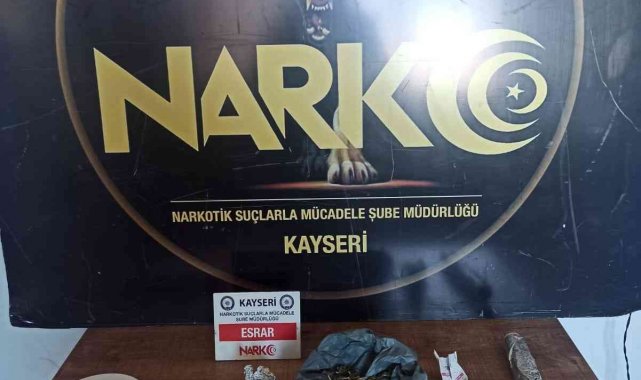 NARKO
NARKOTİK SUÇLARLA MÜCADELE ŞUBE MÜDÜRLÜĞÜ
KAYSERİ
KAYSERİ
NARKOTİK SUÇLARLA MÜCADELE
ŞUBE MÜDÜRLÜĞÜ
ESRAR
NARKO